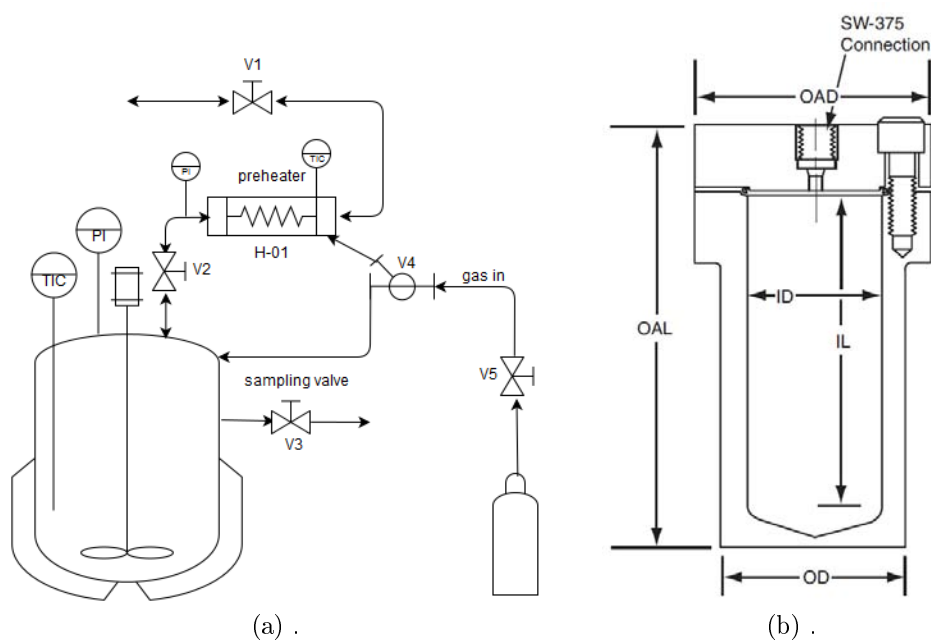 V1
PI
preheater
TIC
H-01
PI
TIC
V2
V4
gas in
sampling valve
V3
V5
(a) .
SW-375
Connection
OAD
ID
OAL
IL
OD
(b) .